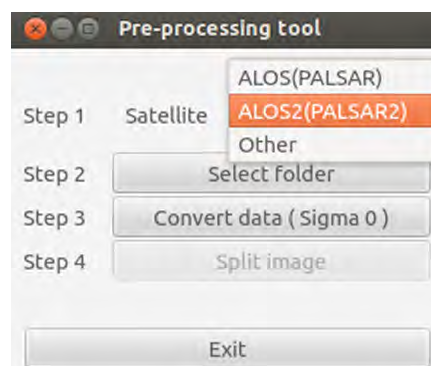 Pre-processing tool
ALOS(PALSAR)
Step 1 Satellite ALOS2(PALSAR2)
Other
Step 2 Select folder
Step 3 Convert data ( Sigma 0 )
Step 4 Split image
Exit